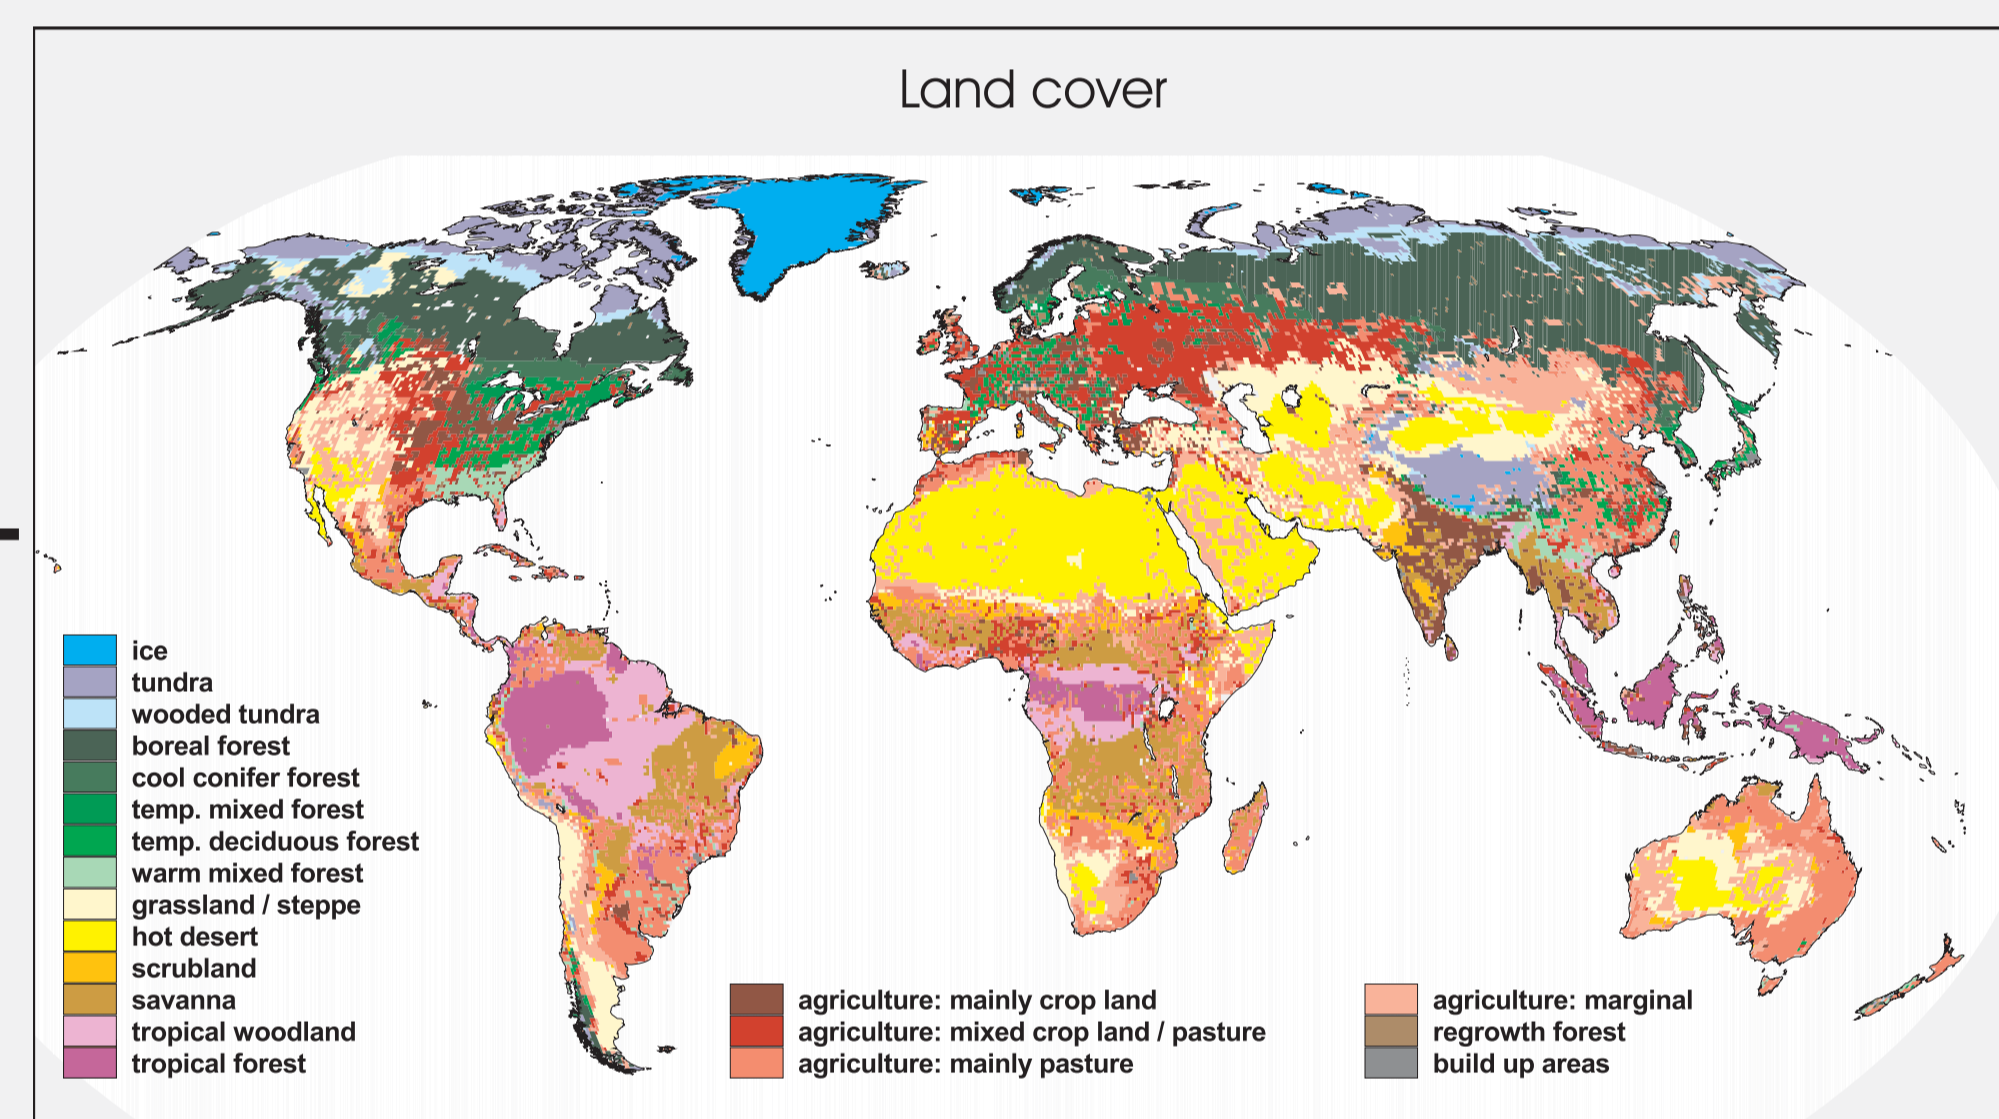 Land cover
ice
tundra
wooded tundra
boreal forest
cool conifer forest
temp. mixed forest
temp. deciduous forest
warm mixed forest
grassland / steppe
hot desert
scrubland
savanna
tropical woodland
tropical forest
agriculture: mainly crop land
agriculture: mixed crop land / pasture
agriculture: mainly pasture
agriculture: marginal
regrowth forest
build up areas